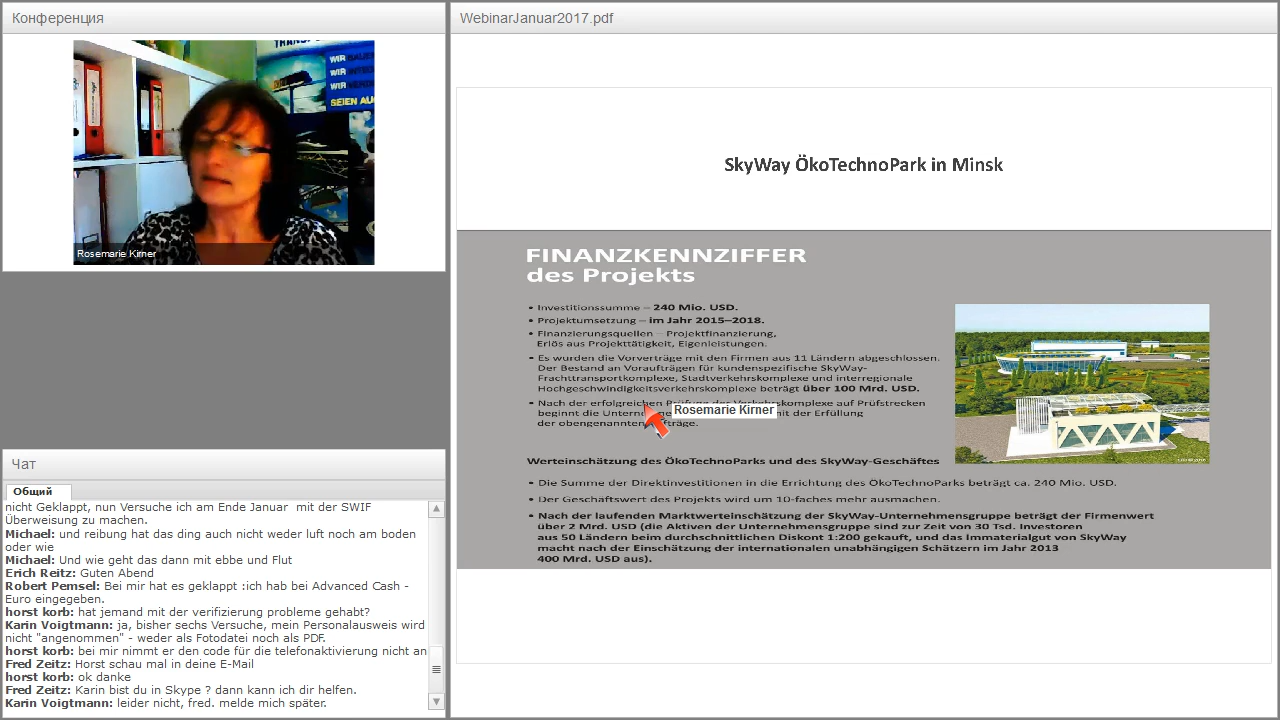 Конференция
TRANSP
WIR BAUE
WIR
WIR
SEIEN AU
Rosemarie Kirner
Чат
Общий
nicht Geklappt, nun Versuche ich am Ende Januar mit der SWIF
Überweisung zu machen.
Michael: und reibung hat das ding auch nicht weder luft noch am boden
oder wie
Michael: Und wie geht das dann mit ebbe und Flut
Erich Reitz: Guten Abend
Robert Pemsel: Bei mir hat es geklappt :ich hab bei Advanced Cash -
Euro eingegeben.
horst korb: hat jemand mit der verifizierung probleme gehabt?
Karin Voigtmann: ja, bisher sechs Versuche, mein Personalausweis wird
nicht "angenommen" - weder als Fotodatei noch als PDF.
horst korb: bei mir nimmt er den code für die telefonaktivierung nicht an
Fred Zeitz: Horst schau mal in deine E-Mail
horst korb: ok danke
Fred Zeitz: Karin bist du in Skype ? dann kann ich dir helfen.
Karin Voigtmann: leider nicht, fred. melde mich später.
WebinarJanuar2017.pdf
SkyWay ÖkoTechnoPark in Minsk
FINANZKENNZIFFER
des Projekts
• Investitionssumme – 240 Mio. USD.
• Projektumsetzung – im Jahr 2015–2018.
• Finanzierungsquellen – Projektfinanzierung,
Erlös aus Projekttätigkeit, Eigenleistungen.
• Es wurden die Vorverträge mit den Firmen aus 11 Ländern abgeschlossen.
Der Bestand an Voraufträgen für kundenspezifische SkyWay-
Frachttransportkomplexe, Stadtverkehrskomplexe und interregionale
Hochgeschwindigkeitsverkehrskomplexe beträgt über 100 Mrd. USD.
• Nach der erfolgreichen Prüfung der Verkehrskomplexe auf Prüfstrecken
beginnt die mit der Erfüllung
der obengenannten
Rosemarie Kirner
Werteinschätzung des ÖkoTechnoParks und des SkyWay-Geschäftes
• Die Summe der Direktinvestitionen in die Errichtung des ÖkoTechnoParks beträgt ca. 240 Mio. USD.
• Der Geschäftswert des Projekts wird um 10-faches mehr ausmachen.
• Nach der laufenden Marktwerteinschätzung der SkyWay-Unternehmensgruppe beträgt der Firmenwert
über 2 Mrd. USD (die Aktiven der Unternehmensgruppe sind zur Zeit von 30 Tsd. Investoren
aus 50 Ländern beim durchschnittlichen Diskont 1:200 gekauft, und das Immaterialgut von SkyWay
macht nach der Einschätzung der internationalen unabhängigen Schätzern im Jahr 2013
400 Mrd. USD aus).